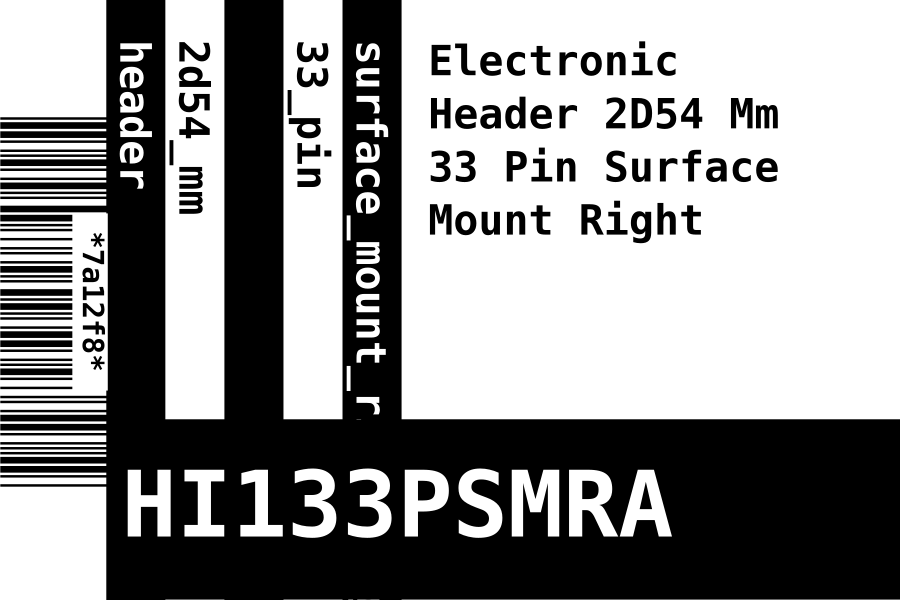 *7a12f8*
header
2d54_mm
33_pin
surface_mount_r
Electronic
Header 2D54 Mm
33 Pin Surface
Mount Right
HI133PSMRA